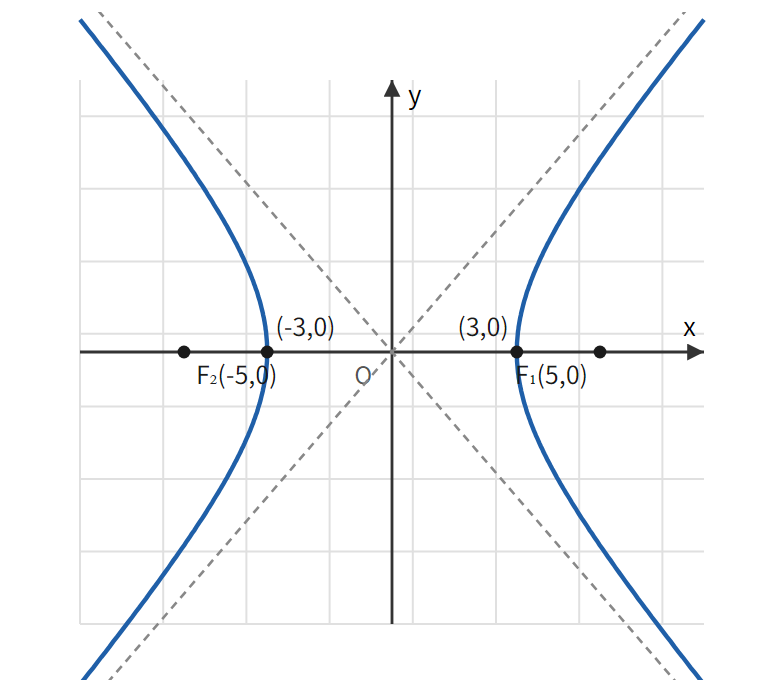 y
x
(-3,0)
(3,0)
F₂(-5,0)
O
F₁(5,0)